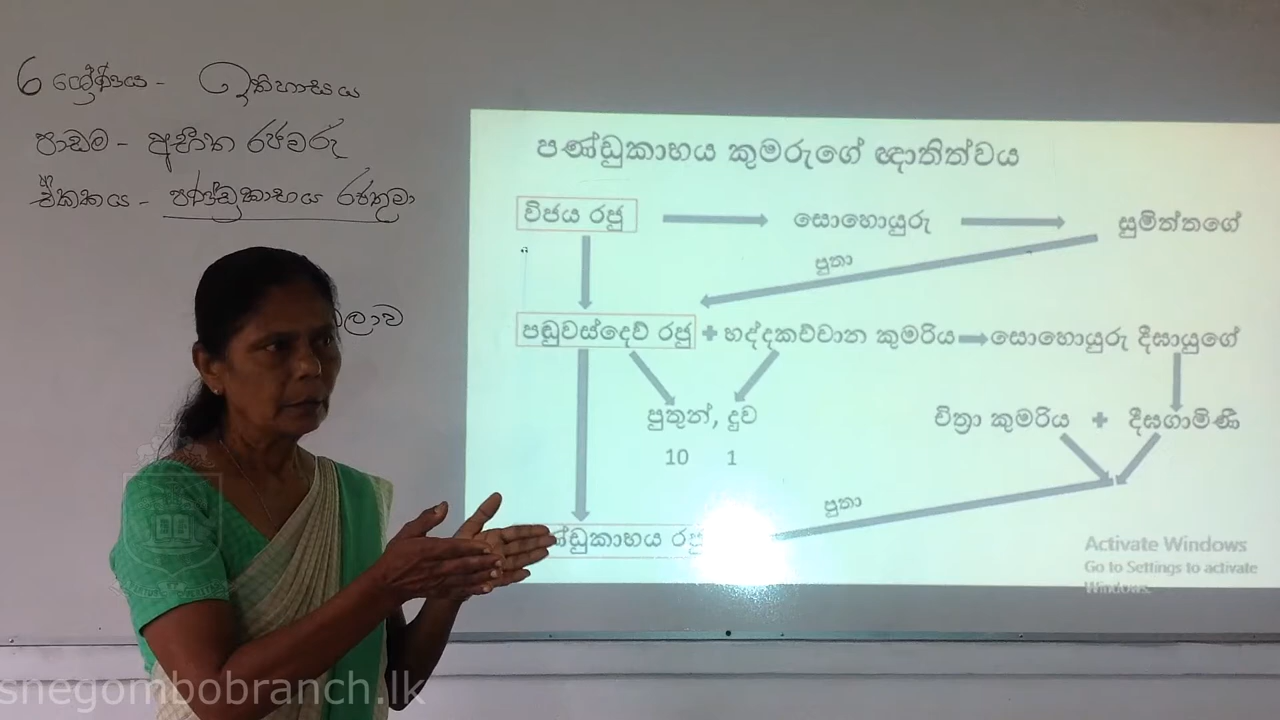 6 ශ්‍රේණිය - ඉතිහාසය
පාඩම - අභීත රජවරු
ඒකකය - පණ්ඩුකාභය රජතුමා
පණ්ඩුකාභය කුමරුගේ ඥාතිත්වය
විජය රජු සොහොයුරු සුමිත්තගේ
පුතා
පඬුවස්දෙව් රජු + භද්දකච්චාන කුමරිය සොහොයුරු දීඝායුගේ
පුතුන්, දුව චිත්‍රා කුමරිය + දීඝගාමිණී
10 1
පුතා
ණ්ඩුකාභය රජු
Activate Windows
Go to Settings to activate
Windows.
snegombobranch.lk